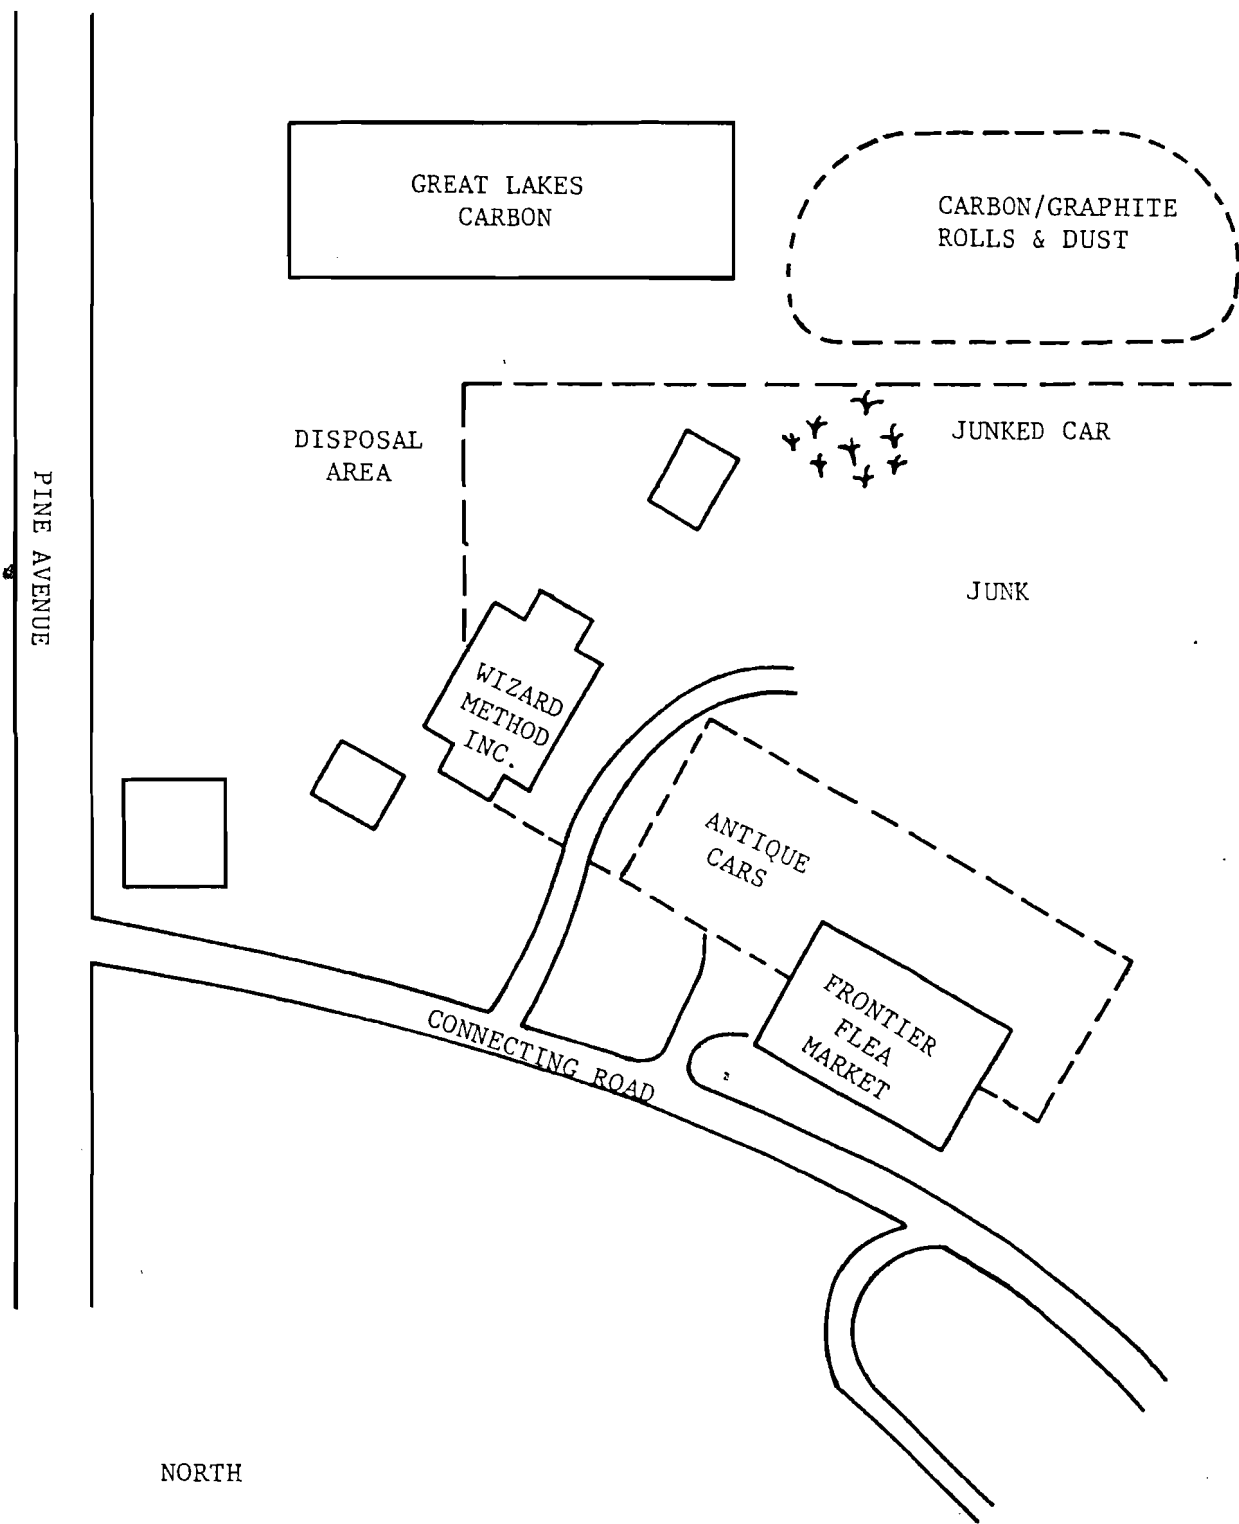 GREAT LAKES
CARBON
CARBON/GRAPHITE
ROLLS & DUST
DISPOSAL
AREA
JUNKED CAR
PINE AVENUE
JUNK
WIZARD
METHOD
INC.
ANTIQUE
CARS
FRONTIER
FLEA
MARKET
CONNECTING ROAD
NORTH